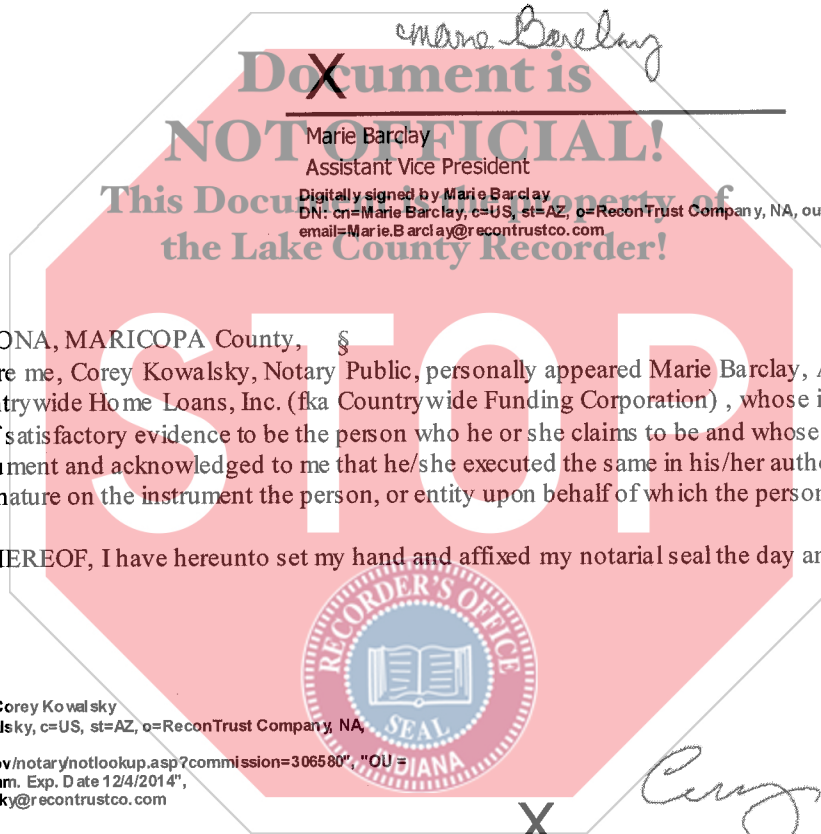 Marie Barclay
X
Document is
NOT OFFICIAL!
This Document is the property of
the Lake County Recorder!
Marie Barclay
Assistant Vice President
Digitally signed by Marie Barclay
DN: cn=Marie Barclay, c=US, st=AZ, o=ReconTrust Company, NA, ou
email=Marie.Barclay@recontrustco.com
ONA, MARICOPA County, §
re me, Corey Kowalsky, Notary Public, personally appeared Marie Barclay, A
trywide Home Loans, Inc. (fka Countrywide Funding Corporation) , whose i
f satisfactory evidence to be the person who he or she claims to be and whose
ument and acknowledged to me that he/she executed the same in his/her autho
nature on the instrument the person, or entity upon behalf of which the person
STOP
HEREOF, I have hereunto set my hand and affixed my notarial seal the day an
RECORDER'S OFFICE
SEAL
INDIANA
Corey Kowalsky
lsky, c=US, st=AZ, o=ReconTrust Company, NA,
ov/notary/notlookup.asp?commission=306580", "OU =
mm. Exp. Date 12/4/2014",
ky@recontrustco.com
X